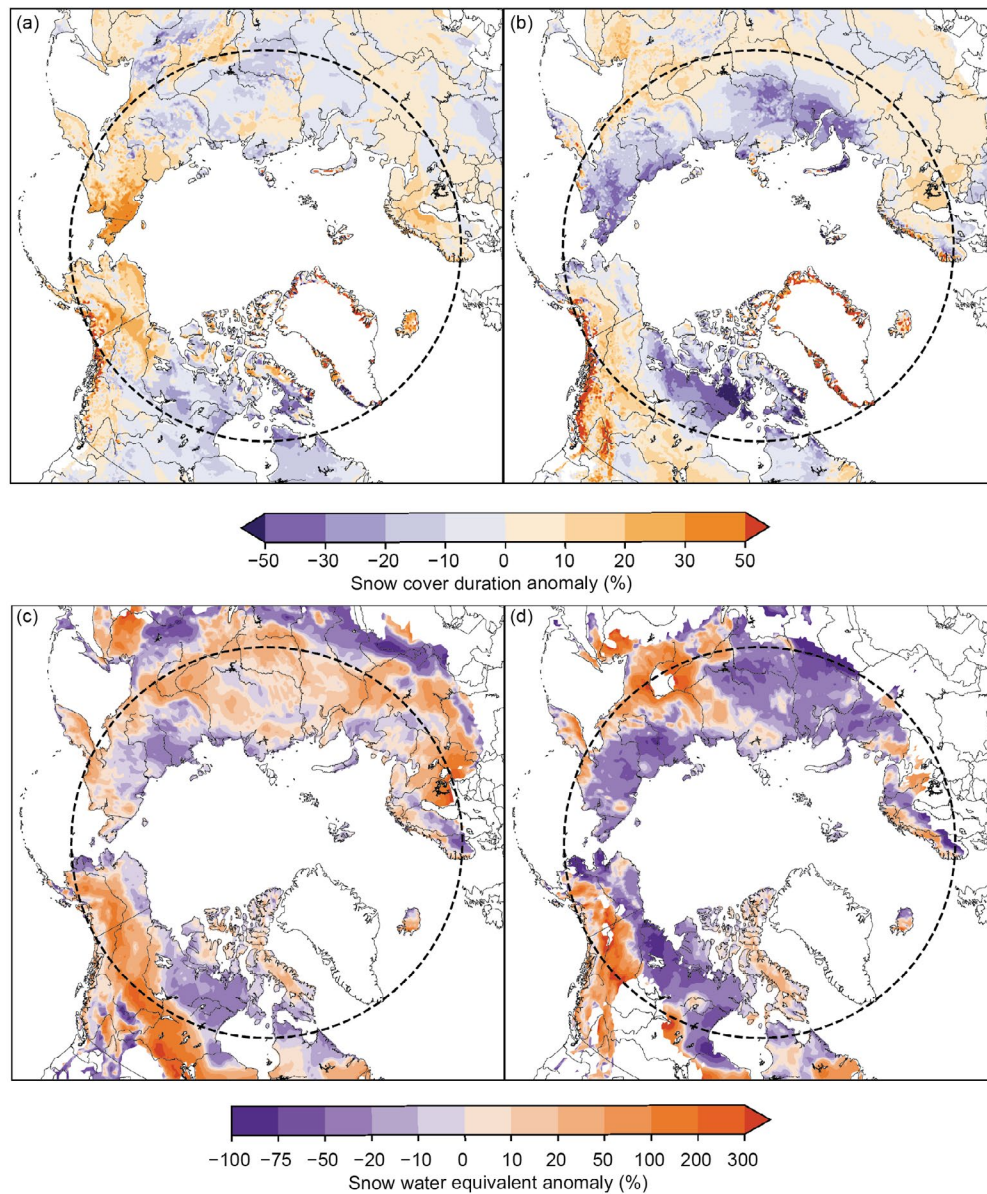 (a) (b)
−50 −30 −20 −10 0 10 20 30 50
Snow cover duration anomaly (%)
(c) (d)
−100 −75 −50 −20 −10 0 10 20 50 100 200 300
Snow water equivalent anomaly (%)